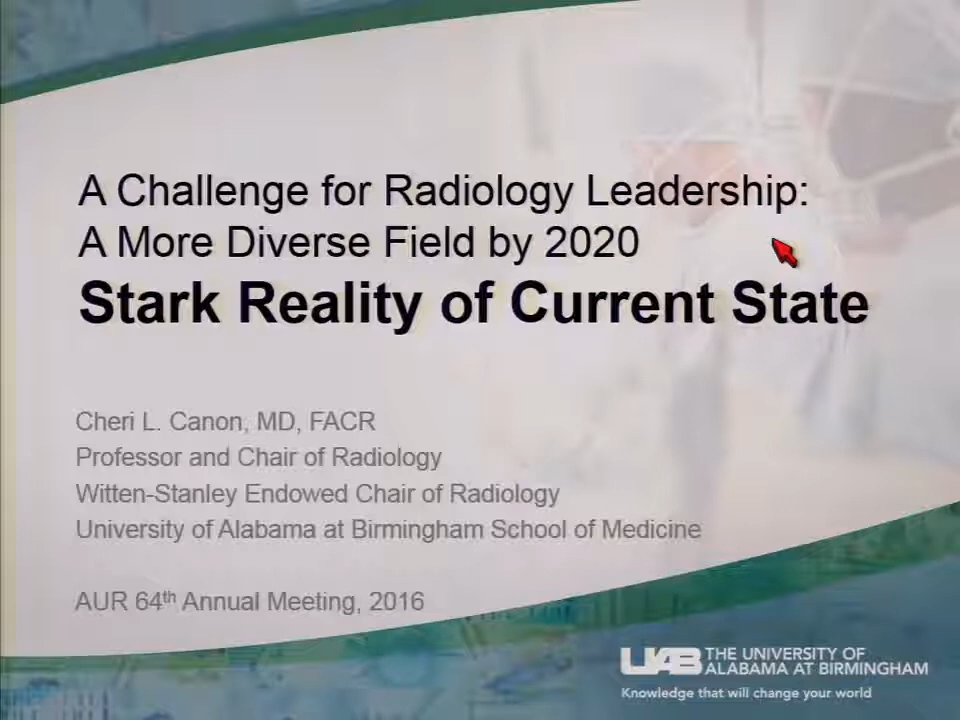 A Challenge for Radiology Leadership:
A More Diverse Field by 2020
Stark Reality of Current State
Cheri L. Canon, MD, FACR
Professor and Chair of Radiology
Witten-Stanley Endowed Chair of Radiology
University of Alabama at Birmingham School of Medicine
AUR 64th Annual Meeting, 2016
UAB THE UNIVERSITY OF
ALABAMA AT BIRMINGHAM
Knowledge that will change your world